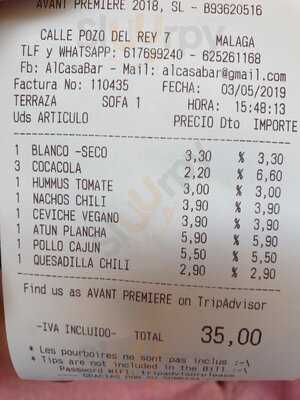 AVANT PREMIERE 2018, SL - B93620516
CALLE POZO DEL REY 7 MALAGA
TLF y WHATSAPP: 617699240 - 625261168
Fb: AlCasaBar - Mail: alcasabar@gmail.com
Factura No: 110435 FECHA: 03/05/2019
TERRAZA SOFA 1 HORA: 15:48:13
Uds ARTICULO PRECIO Dto IMPORTE
1 BLANCO -SECO 3,30 % 3,30
3 COCACOLA 2,20 % 6,60
1 HUMMUS TOMATE 3,00 % 3,00
1 NACHOS CHILI 3,90 % 3,90
1 CEVICHE VEGANO 3,90 % 3,90
1 ATUN PLANCHA 5,90 % 5,90
1 POLLO CAJUN 5,50 % 5,50
1 QUESADILLA CHILI 2,90 % 2,90
Find us as AVANT PREMIERE on TripAdvisor
-IVA INCLUIDO- TOTAL 35,00
* Les pourboires ne sont pas inclus :-\
* Tips are not included in the Bill :-\
Password WiFi: tripadvisorplease
GRACIAS POR SU